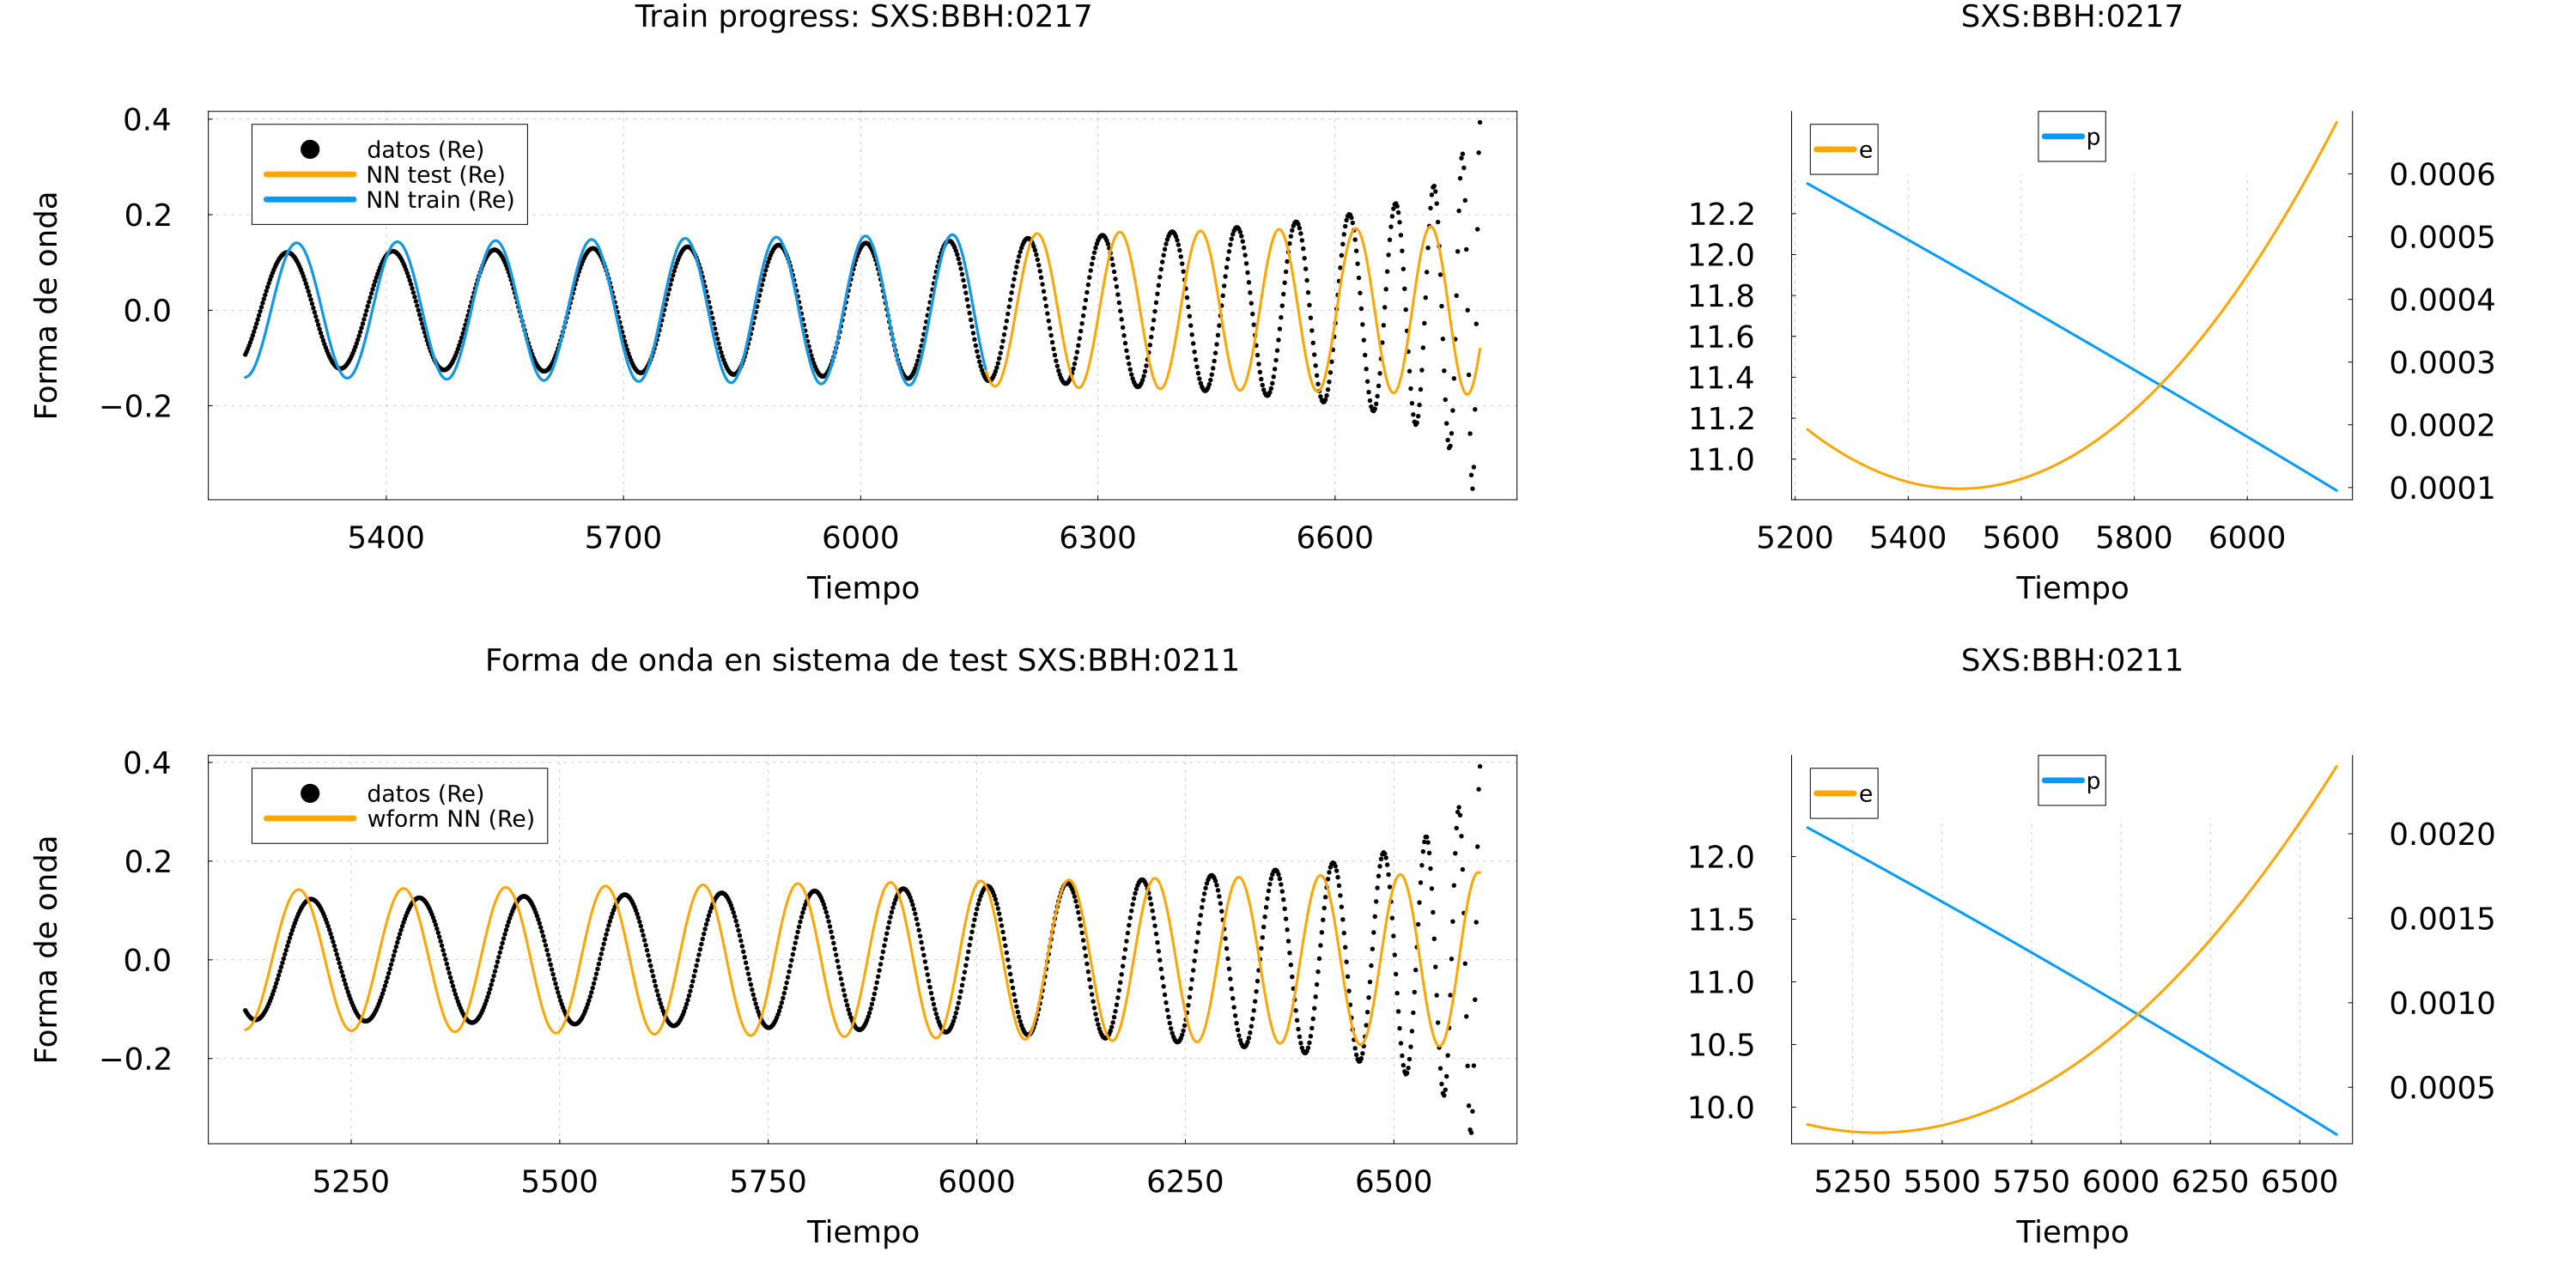 Train progress: SXS:BBH:0217
0.4
0.2
0.0
−0.2
Forma de onda
datos (Re)
NN test (Re)
NN train (Re)
5400 5700 6000 6300 6600
Tiempo
SXS:BBH:0217
e
p
12.2
12.0
11.8
11.6
11.4
11.2
11.0
0.0006
0.0005
0.0004
0.0003
0.0002
0.0001
5200 5400 5600 5800 6000
Tiempo
Forma de onda en sistema de test SXS:BBH:0211
0.4
0.2
0.0
−0.2
Forma de onda
datos (Re)
wform NN (Re)
5250 5500 5750 6000 6250 6500
Tiempo
SXS:BBH:0211
e
p
12.0
11.5
11.0
10.5
10.0
0.0020
0.0015
0.0010
0.0005
5250 5500 5750 6000 6250 6500
Tiempo